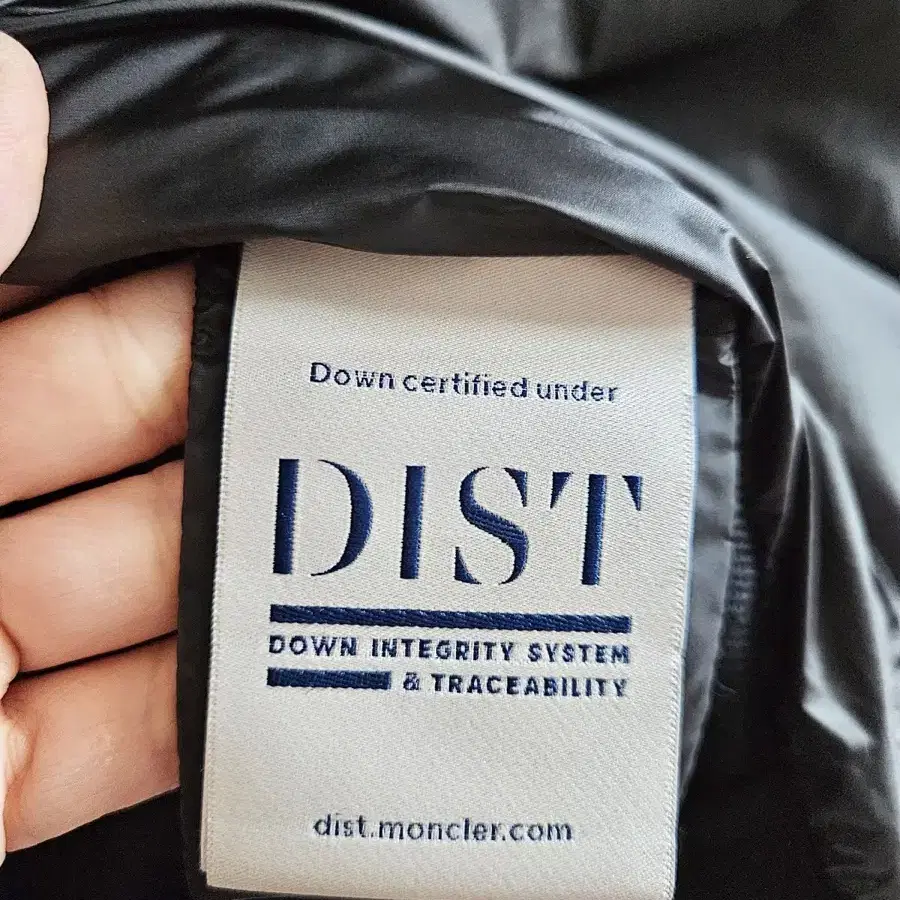 Down certified under
DIST
DOWN INTEGRITY SYSTEM
& TRACEABILITY
dist.moncler.com